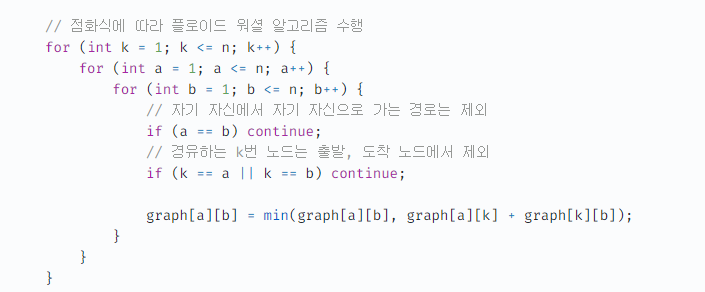 // 점화식에 따라 플로이드 워셜 알고리즘 수행
for (int k = 1; k <= n; k++) {
for (int a = 1; a <= n; a++) {
for (int b = 1; b <= n; b++) {
// 자기 자신에서 자기 자신으로 가는 경로는 제외
if (a == b) continue;
// 경유하는 k번 노드는 출발, 도착 노드에서 제외
if (k == a || k == b) continue;
graph[a][b] = min(graph[a][b], graph[a][k] + graph[k][b]);
}
}
}